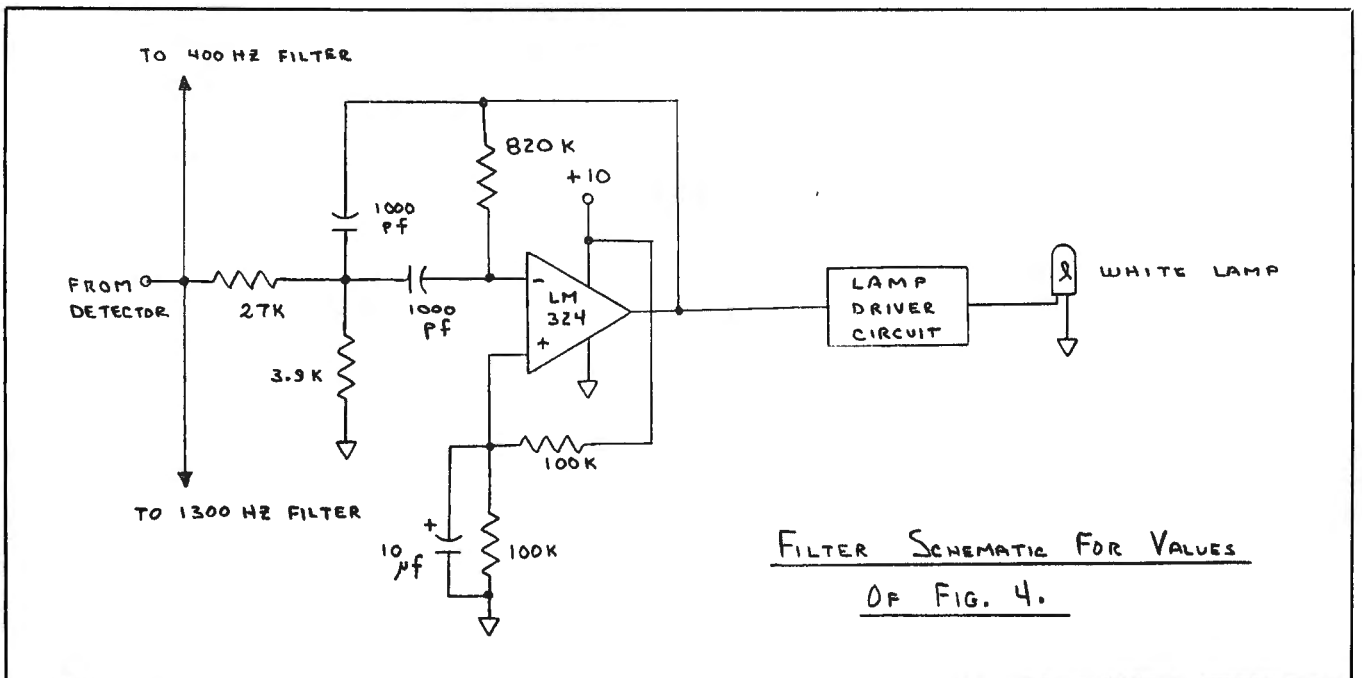 TO 400 HZ FILTER
820 K
+10
1000
pf
FROM
DETECTOR
27K
1000
pf
-
LM
324
+
LAMP
DRIVER
CIRCUIT
WHITE LAMP
3.9K
100K
TO 1300 HZ FILTER
+
10
μf
100K
FILTER SCHEMATIC FOR VALUES
OF FIG. 4.